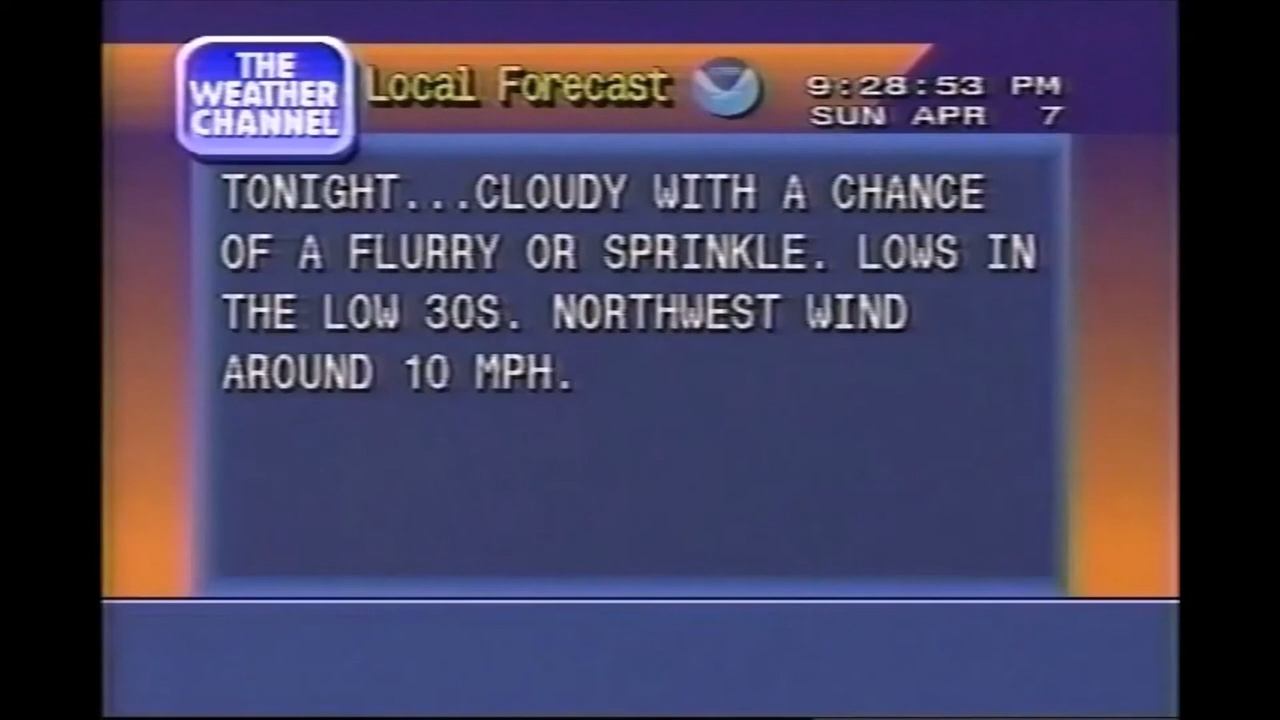 THE
WEATHER
CHANNEL
Local Forecast
9:28:53 PM
SUN APR 7
TONIGHT...CLOUDY WITH A CHANCE
OF A FLURRY OR SPRINKLE. LOWS IN
THE LOW 30S. NORTHWEST WIND
AROUND 10 MPH.